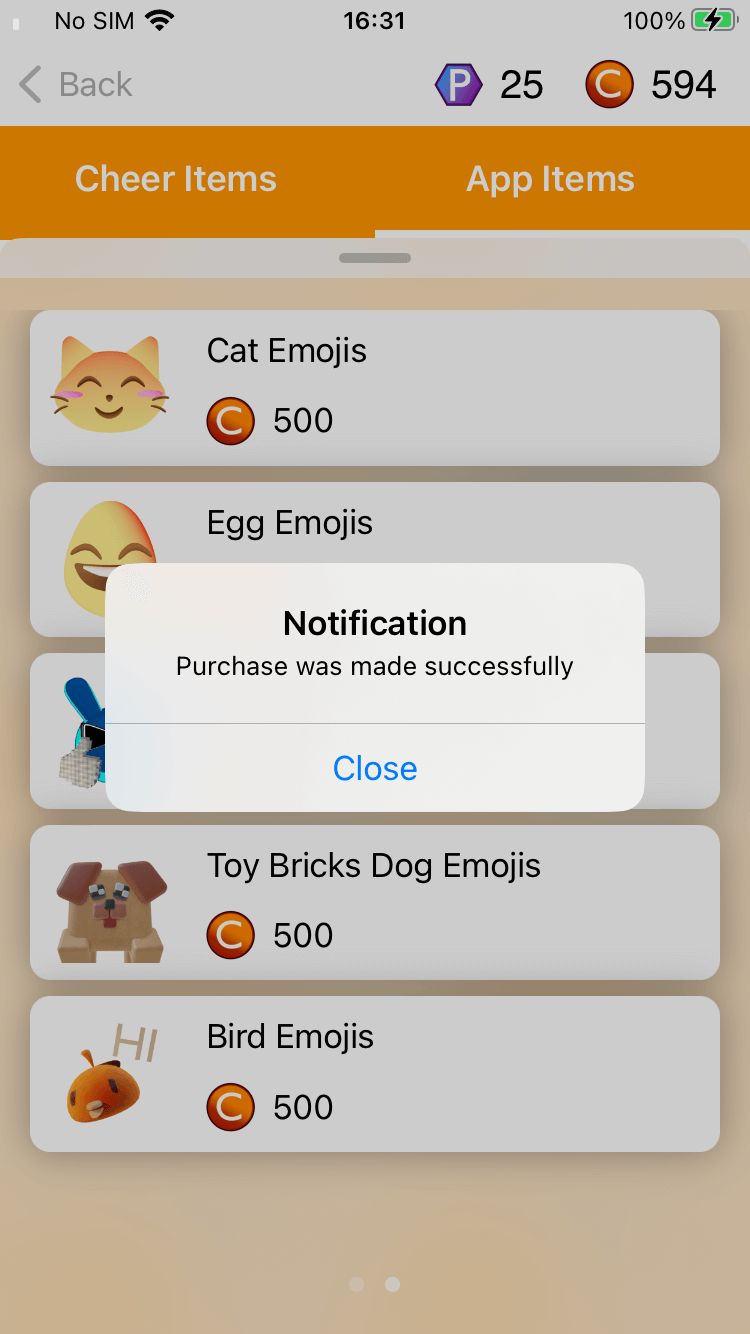 No SIM 16:31 100%
Back P 25 C 594
Cheer Items App Items
Cat Emojis
C 500
Egg Emojis
Notification
Purchase was made successfully
Close
Toy Bricks Dog Emojis
C 500
HI
Bird Emojis
C 500